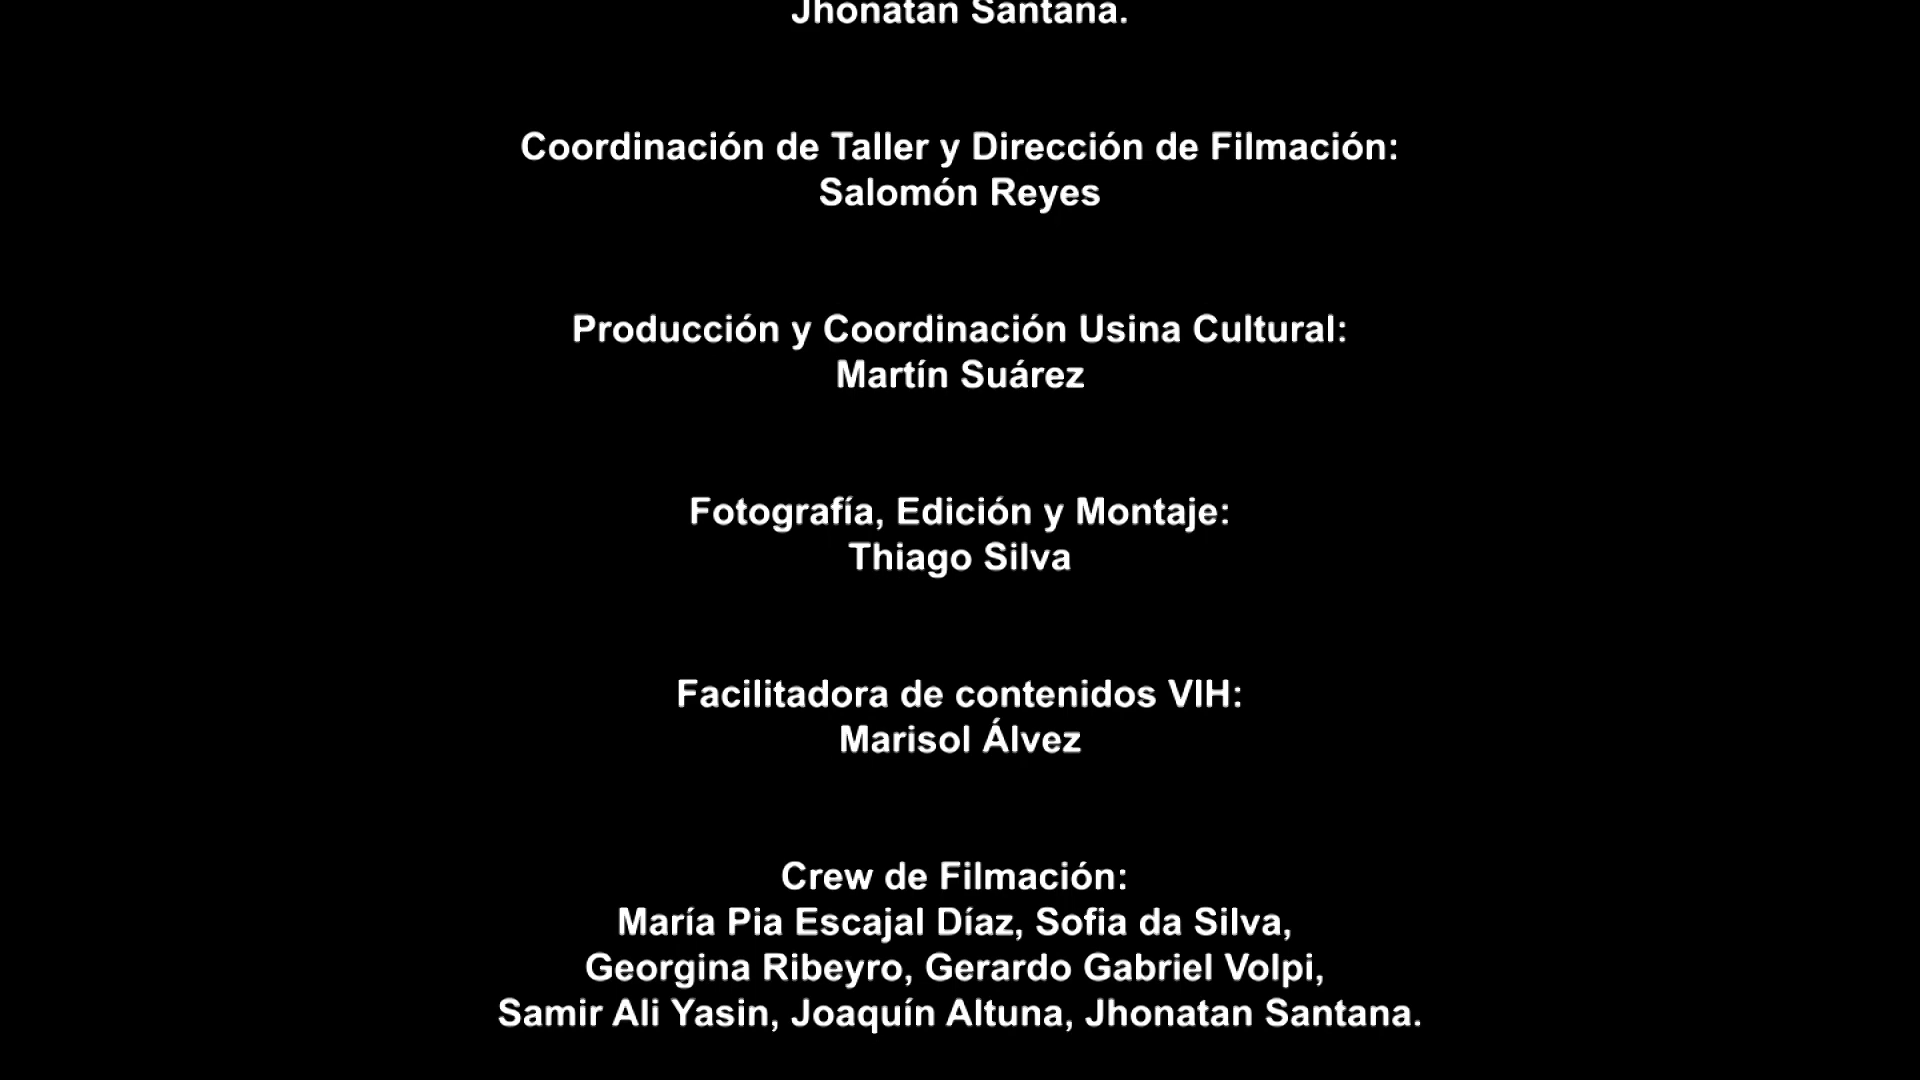 Jhonatan Santana.
Coordinación de Taller y Dirección de Filmación:
Salomón Reyes
Producción y Coordinación Usina Cultural:
Martín Suárez
Fotografía, Edición y Montaje:
Thiago Silva
Facilitadora de contenidos VIH:
Marisol Álvez
Crew de Filmación:
María Pia Escajal Díaz, Sofia da Silva,
Georgina Ribeyro, Gerardo Gabriel Volpi,
Samir Ali Yasin, Joaquín Altuna, Jhonatan Santana.